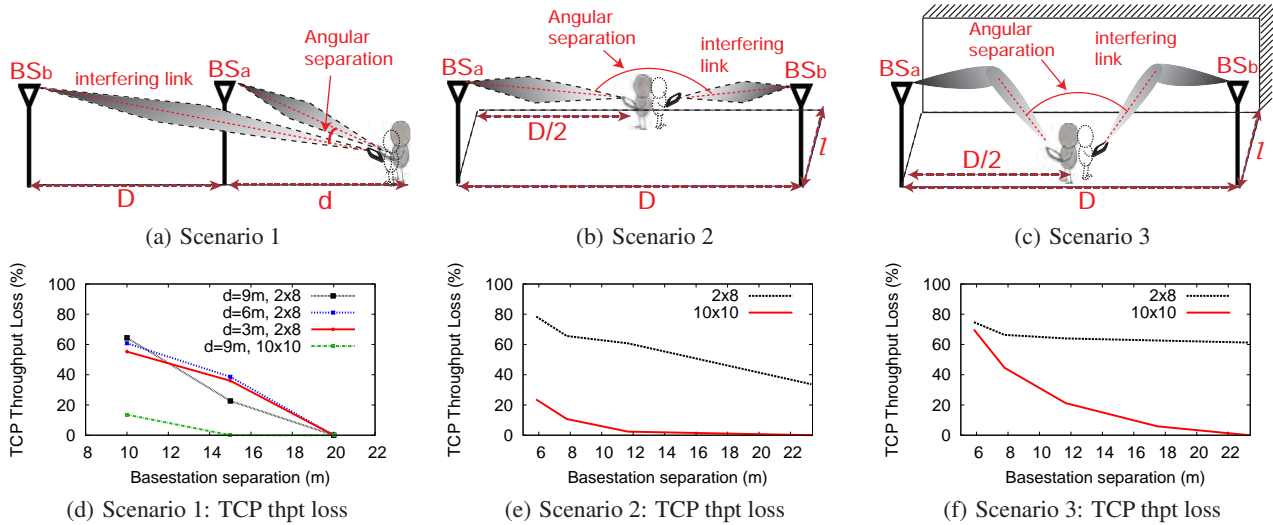 BSb
interfering link
BSa
Angular
separation
D
d
(a) Scenario 1
Angular
separation
interfering
link
BSa
BSb
D/2
D
l
(b) Scenario 2
Angular
separation
interfering
link
BSa
BSb
D/2
D
l
(c) Scenario 3
TCP Throughput Loss (%)
100
80
60
40
20
0
d=9m, 2x8
d=6m, 2x8
d=3m, 2x8
d=9m, 10x10
8 10 12 14 16 18 20 22
Basestation separation (m)
(d) Scenario 1: TCP thpt loss
TCP Throughput Loss (%)
100
80
60
40
20
0
2x8
10x10
6 8 10 12 14 16 18 20 22
Basestation separation (m)
(e) Scenario 2: TCP thpt loss
TCP Throughput Loss (%)
100
80
60
40
20
0
2x8
10x10
6 8 10 12 14 16 18 20 22
Basestation separation (m)
(f) Scenario 3: TCP thpt loss